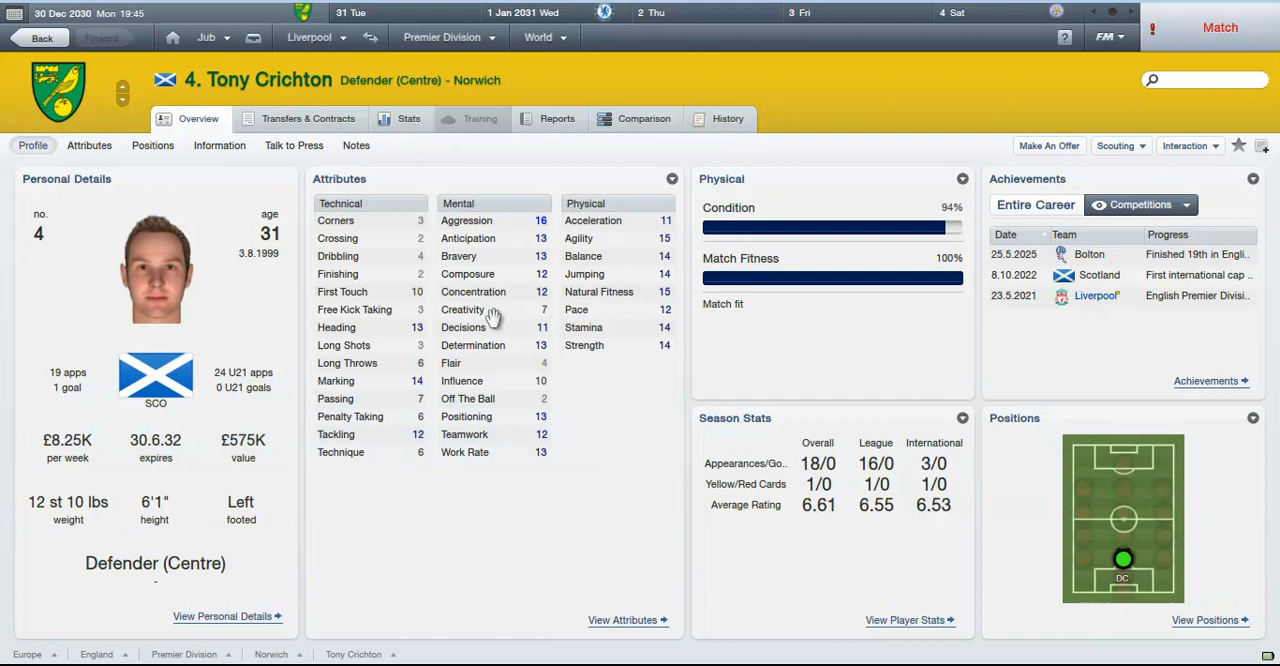 30 Dec 2030 Mon 19:45 31 Tue 1 Jan 2031 Wed 2 Thu 3 Fri 4 Sat
Back Forward Jub Liverpool Premier Division World ? FM ! Match
4. Tony Crichton Defender (Centre) - Norwich
Overview Transfers & Contracts Stats Training Reports Comparison History
Profile Attributes Positions Information Talk to Press Notes Make An Offer Scouting Interaction
Personal Details
no.
4
age
31
3.8.1999
19 apps
1 goal
SCO
24 U21 apps
0 U21 goals
£8.25K
per week
30.6.32
expires
£575K
value
12 st 10 lbs
weight
6'1"
height
Left
footed
Defender (Centre)
-
View Personal Details
Attributes
Technical
Corners 3
Crossing 2
Dribbling 4
Finishing 2
First Touch 10
Free Kick Taking 3
Heading 13
Long Shots 3
Long Throws 6
Marking 14
Passing 7
Penalty Taking 6
Tackling 12
Technique 6
Mental
Aggression 16
Anticipation 13
Bravery 13
Composure 12
Concentration 12
Creativity 7
Decisions 11
Determination 13
Flair 4
Influence 10
Off The Ball 2
Positioning 13
Teamwork 12
Work Rate 13
Physical
Acceleration 11
Agility 15
Balance 14
Jumping 14
Natural Fitness 15
Pace 12
Stamina 14
Strength 14
View Attributes
Physical
Condition 94%
Match Fitness 100%
Match fit
Season Stats
Overall League International
Appearances/Go.. 18/0 16/0 3/0
Yellow/Red Cards 1/0 1/0 1/0
Average Rating 6.61 6.55 6.53
View Player Stats
Achievements
Entire Career Competitions
Date Team Progress
25.5.2025 Bolton Finished 19th in Engli..
8.10.2022 Scotland First international cap ..
23.5.2021 Liverpool English Premier Divisi..
Achievements
Positions
DC
View Positions
Europe England Premier Division Norwich Tony Crichton